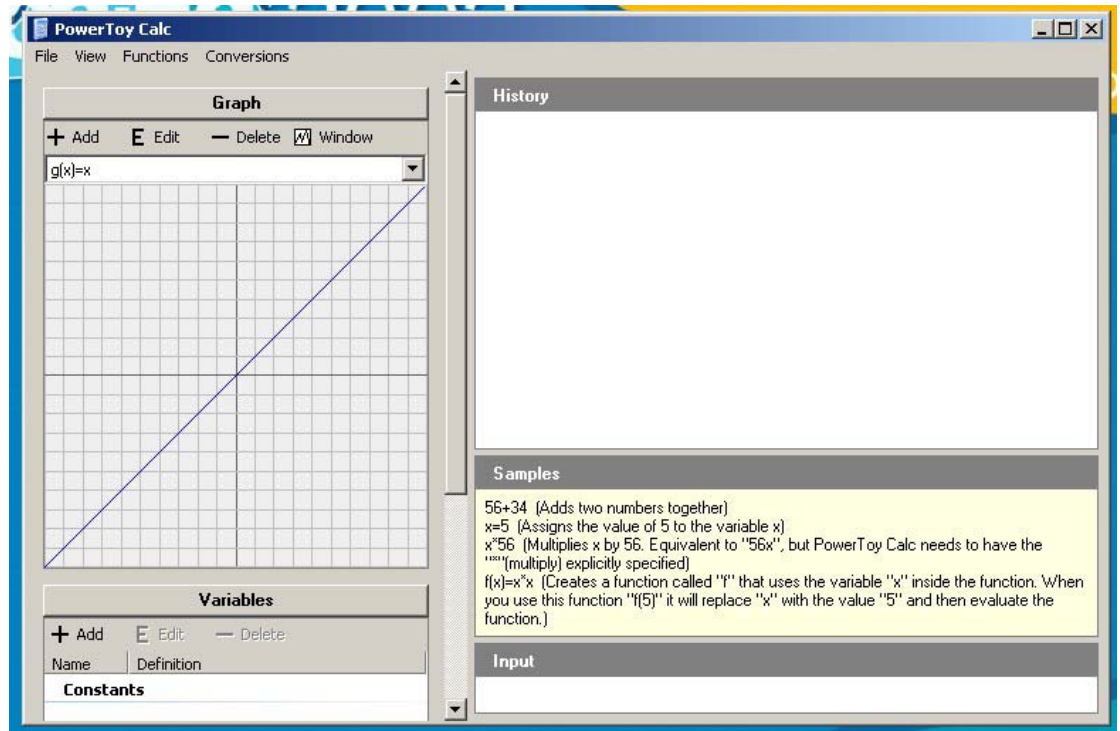 PowerToy Calc
File View Functions Conversions
Graph
+ Add E Edit — Delete Window
g(x)=x
Variables
+ Add E Edit — Delete
Name Definition
Constants
History
Samples
56+34 (Adds two numbers together)
x=5 (Assigns the value of 5 to the variable x)
x*56 (Multiplies x by 56. Equivalent to "56x", but PowerToy Calc needs to have the
"*"(multiply) explicitly specified)
f(x)=x*x (Creates a function called "f" that uses the variable "x" inside the function. When
you use this function "f(5)" it will replace "x" with the value "5" and then evaluate the
function.)
Input